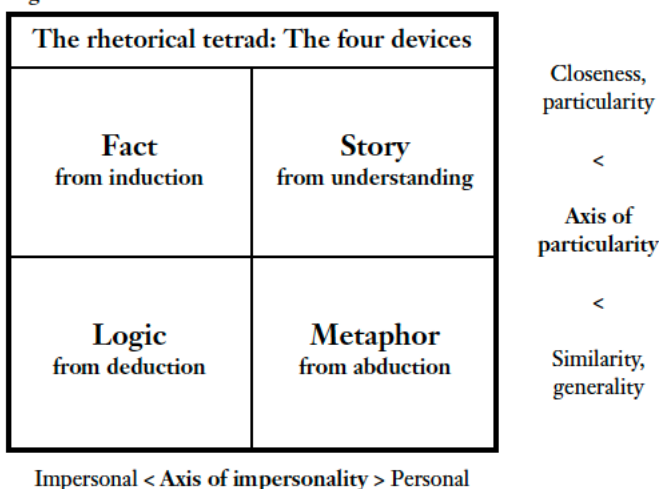 The rhetorical tetrad: The four devices
Fact
from induction
Story
from understanding
Logic
from deduction
Metaphor
from abduction
Closeness,
particularity
<
Axis of
particularity
<
Similarity,
generality
Impersonal < Axis of impersonality > Personal